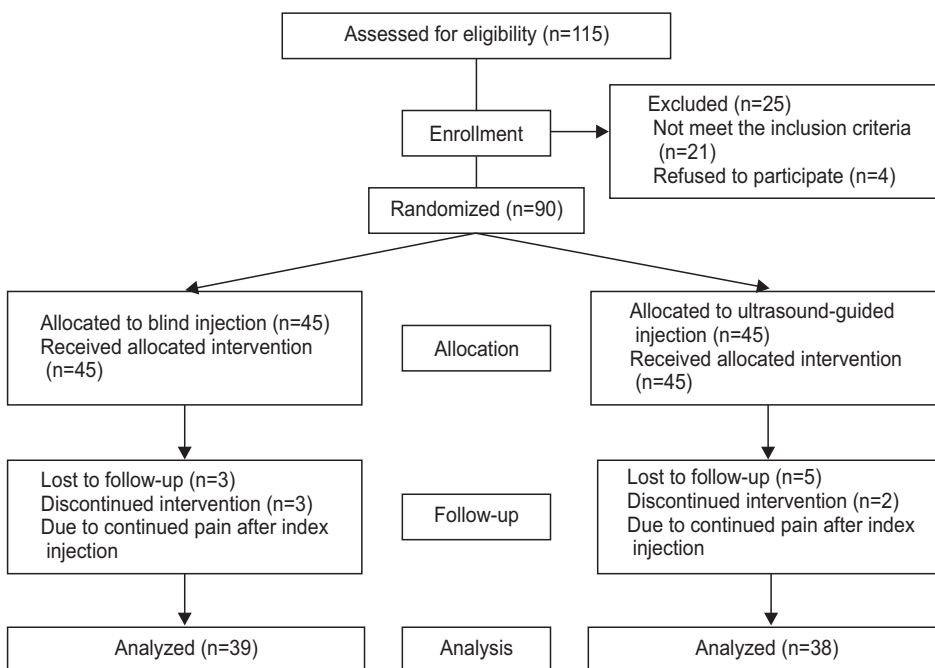 Assessed for eligibility (n=115)
Enrollment
Excluded (n=25)
Not meet the inclusion criteria
(n=21)
Refused to participate (n=4)
Randomized (n=90)
Allocated to blind injection (n=45)
Received allocated intervention
(n=45)
Allocation
Allocated to ultrasound-guided
injection (n=45)
Received allocated intervention
(n=45)
Lost to follow-up (n=3)
Discontinued intervention (n=3)
Due to continued pain after index
injection
Follow-up
Lost to follow-up (n=5)
Discontinued intervention (n=2)
Due to continued pain after index
injection
Analyzed (n=39)
Analysis
Analyzed (n=38)